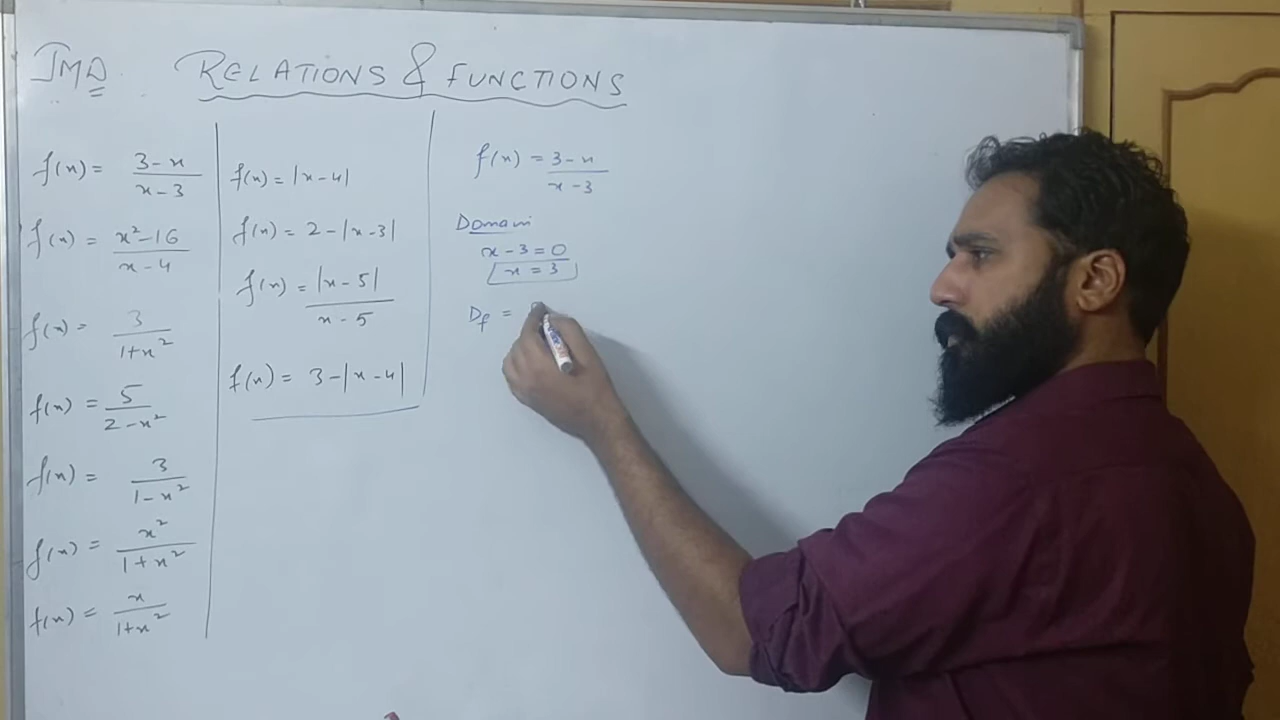 JMD RELATIONS & FUNCTIONS
f(x) = 3-x / x-3
f(x) = x²-16 / x-4
f(x) = 3 / 1+x²
f(x) = 5 / 2-x²
f(x) = 3 / 1-x²
f(x) = x² / 1+x²
f(x) = x / 1+x²
f(x) = |x-4|
f(x) = 2-|x-3|
f(x) = |x-5| / x-5
f(x) = 3-|x-4|
f(x) = 3-x / x-3
Domain
x-3=0
x = 3
Df =